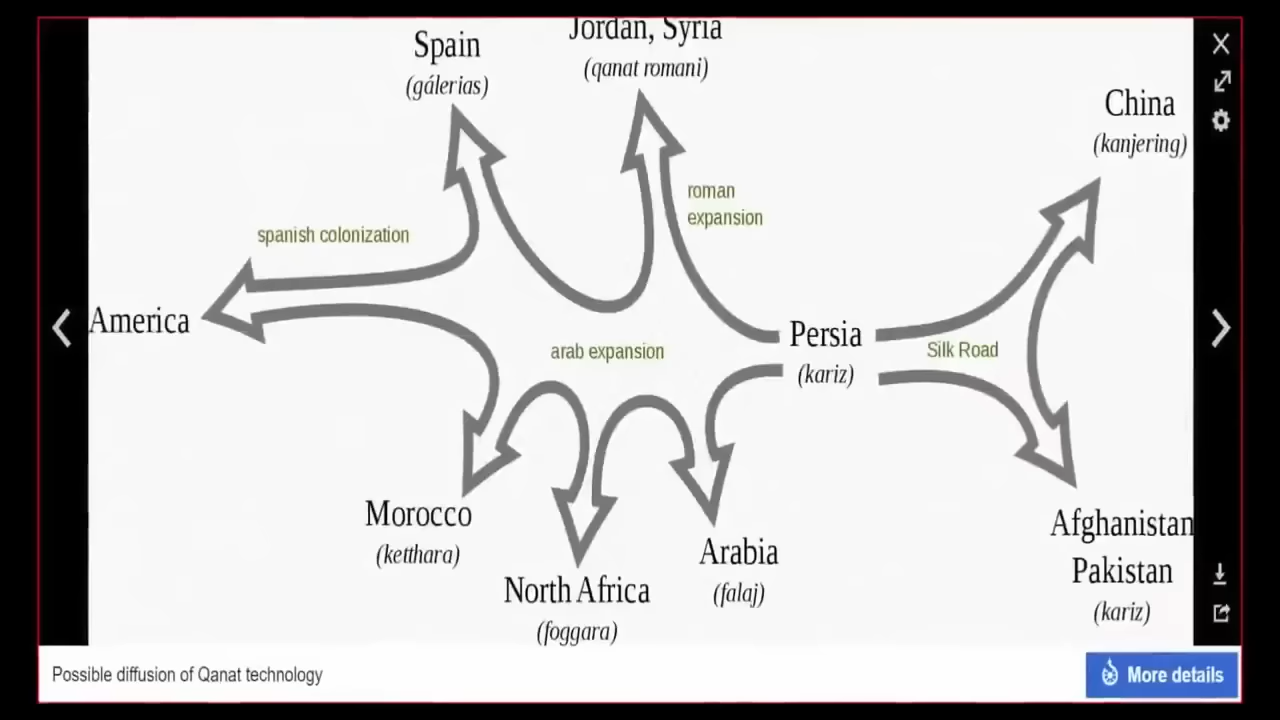 Spain
(gálerias)
Jordan, Syria
(qanat romani)
China
(kanjering)
roman
expansion
spanish colonization
America
arab expansion
Persia
(kariz)
Silk Road
Morocco
(ketthara)
North Africa
(foggara)
Arabia
(falaj)
Afghanistan
Pakistan
(kariz)
Possible diffusion of Qanat technology
More details